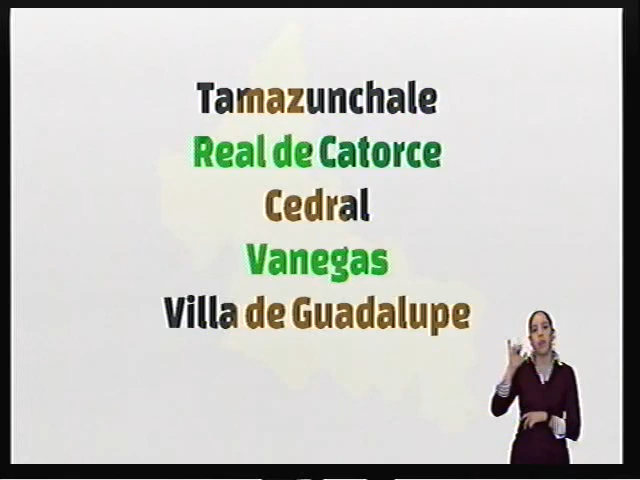 Tamazunchale
Real de Catorce
Cedral
Vanegas
Villa de Guadalupe